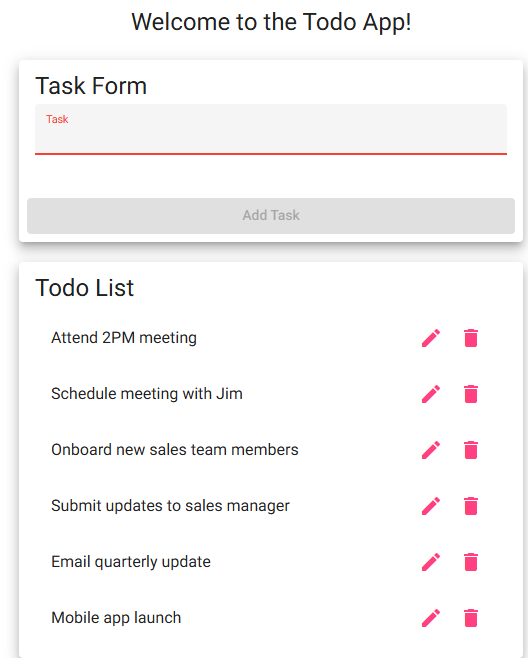 Welcome to the Todo App!
Task Form
Task
Add Task
Todo List
Attend 2PM meeting
Schedule meeting with Jim
Onboard new sales team members
Submit updates to sales manager
Email quarterly update
Mobile app launch